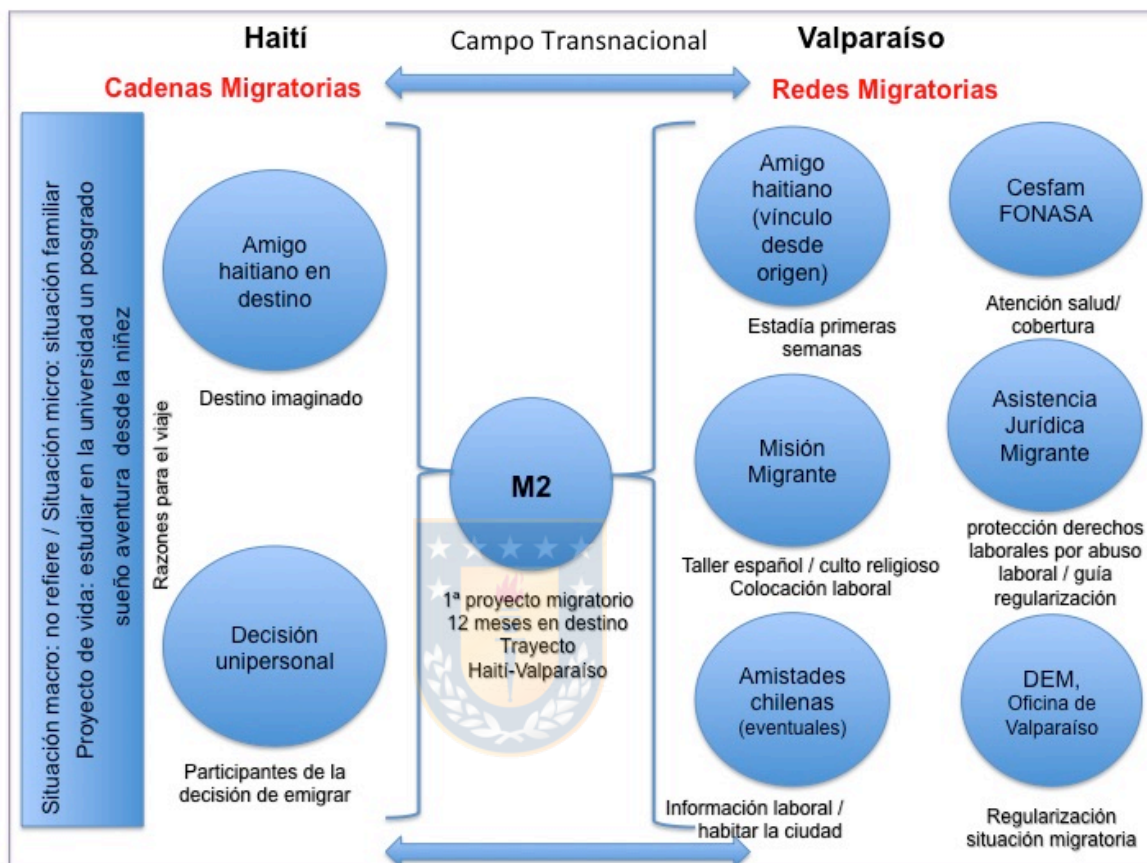 Haití
Campo Transnacional
Valparaíso
Cadenas Migratorias
Redes Migratorias
Situación macro: no refiere / Situación micro: situación familiar
Proyecto de vida: estudiar en la universidad un posgrado
sueño aventura desde la niñez
Razones para el viaje
Amigo
haitiano en
destino
Destino imaginado
Decisión
unipersonal
Participantes de la
decisión de emigrar
M2
1ª proyecto migratorio
12 meses en destino
Trayecto
Haití-Valparaíso
Amigo
haitiano
(vínculo
desde
origen)
Estadía primeras
semanas
Misión
Migrante
Taller español / culto religioso
Colocación laboral
Amistades
chilenas
(eventuales)
Información laboral /
habitar la ciudad
Cesfam
FONASA
Atención salud/
cobertura
Asistencia
Jurídica
Migrante
protección derechos
laborales por abuso
laboral / guía
regularización
DEM,
Oficina de
Valparaíso
Regularización
situación migratoria